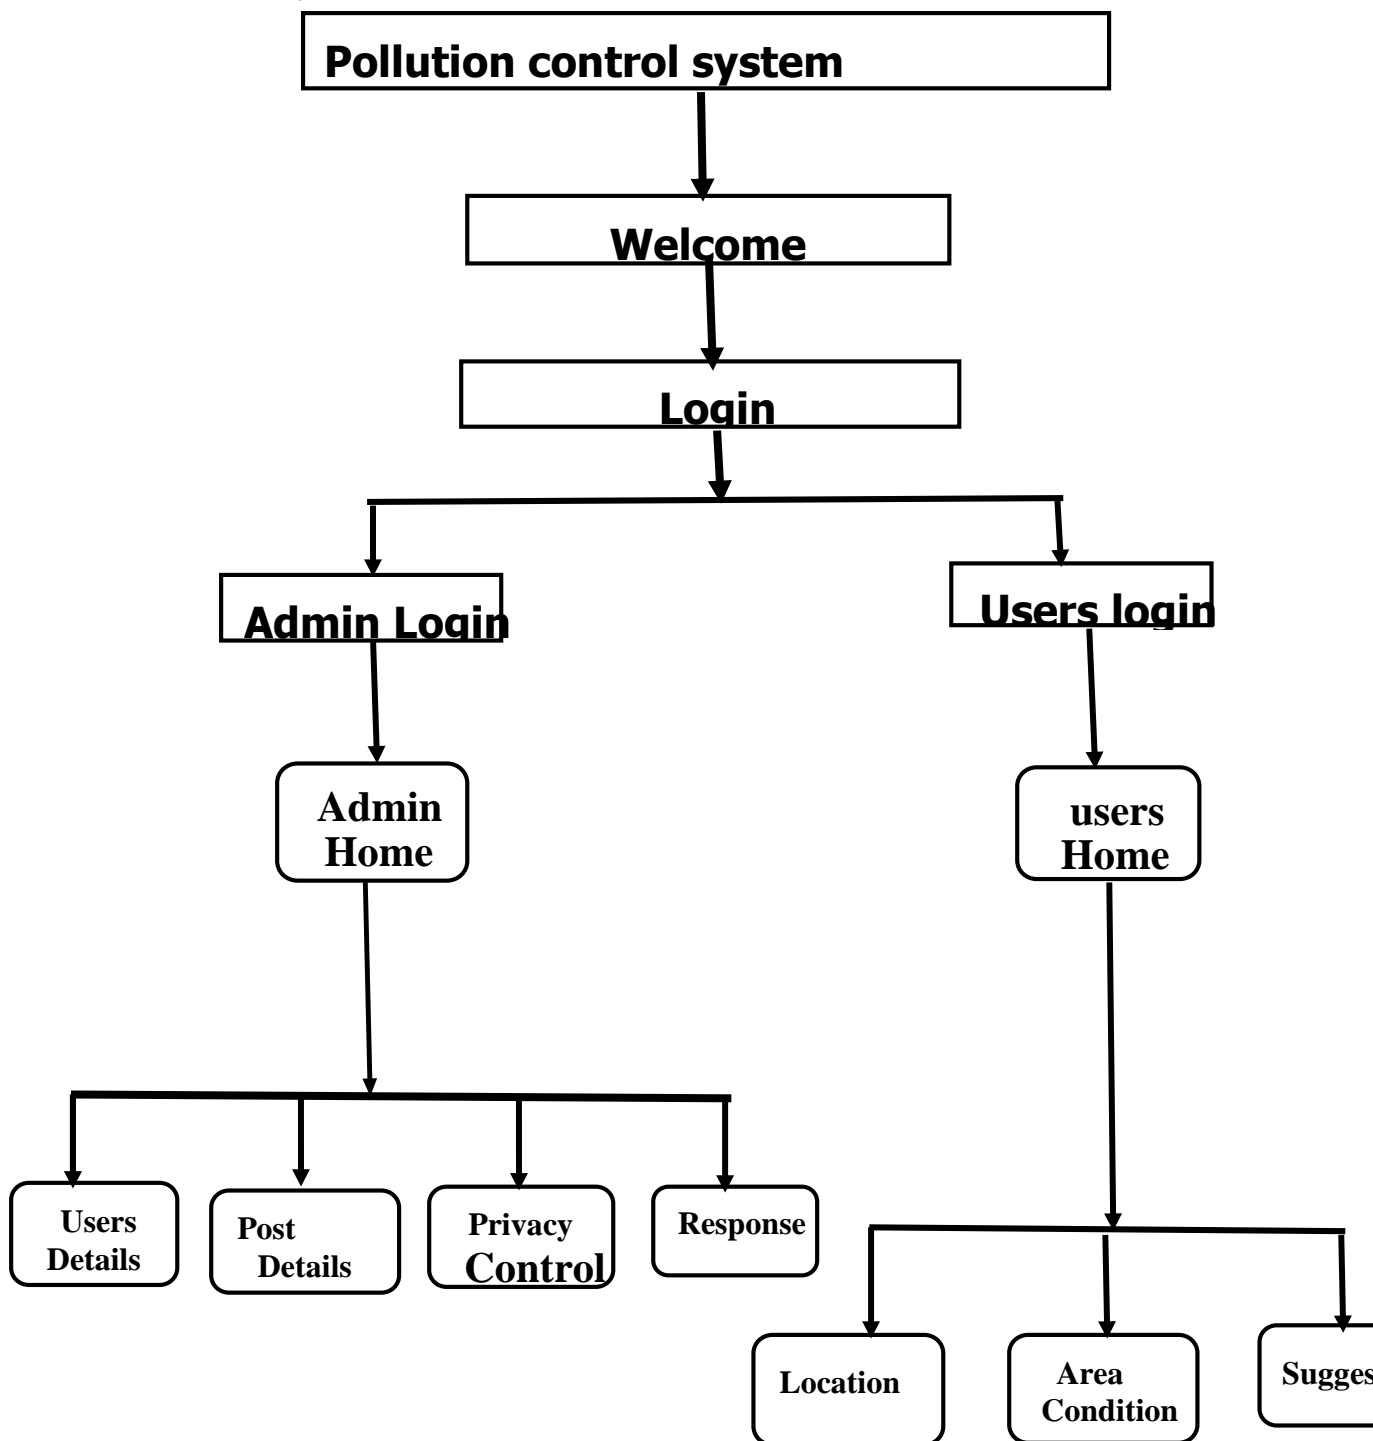 Pollution control system
Welcome
Login
Admin Login
Users login
Admin
Home
users
Home
Users
Details
Post
Details
Privacy
Control
Response
Location
Area
Condition
Sugges